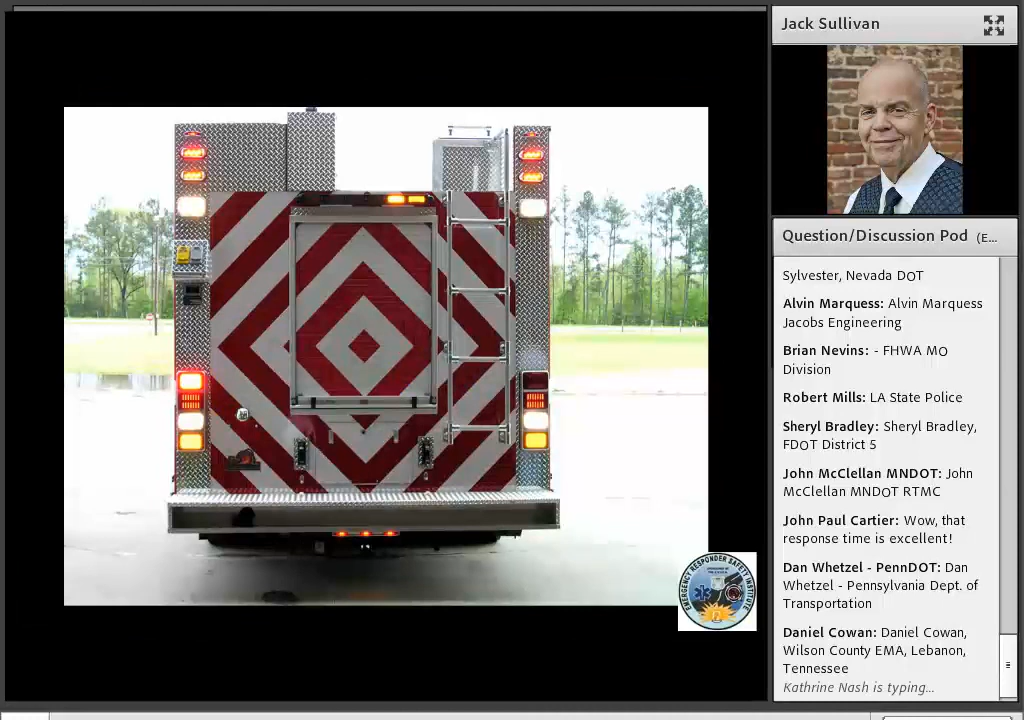 Jack Sullivan
Question/Discussion Pod (E...
Sylvester, Nevada DOT
Alvin Marquess: Alvin Marquess
Jacobs Engineering
Brian Nevins: - FHWA MO
Division
Robert Mills: LA State Police
Sheryl Bradley: Sheryl Bradley,
FDOT District 5
John McClellan MNDOT: John
McClellan MNDOT RTMC
John Paul Cartier: Wow, that
response time is excellent!
Dan Whetzel - PennDOT: Dan
Whetzel - Pennsylvania Dept. of
Transportation
Daniel Cowan: Daniel Cowan,
Wilson County EMA, Lebanon,
Tennessee
Kathrine Nash is typing...
EMERGENCY RESPONDER SAFETY INSTITUTE